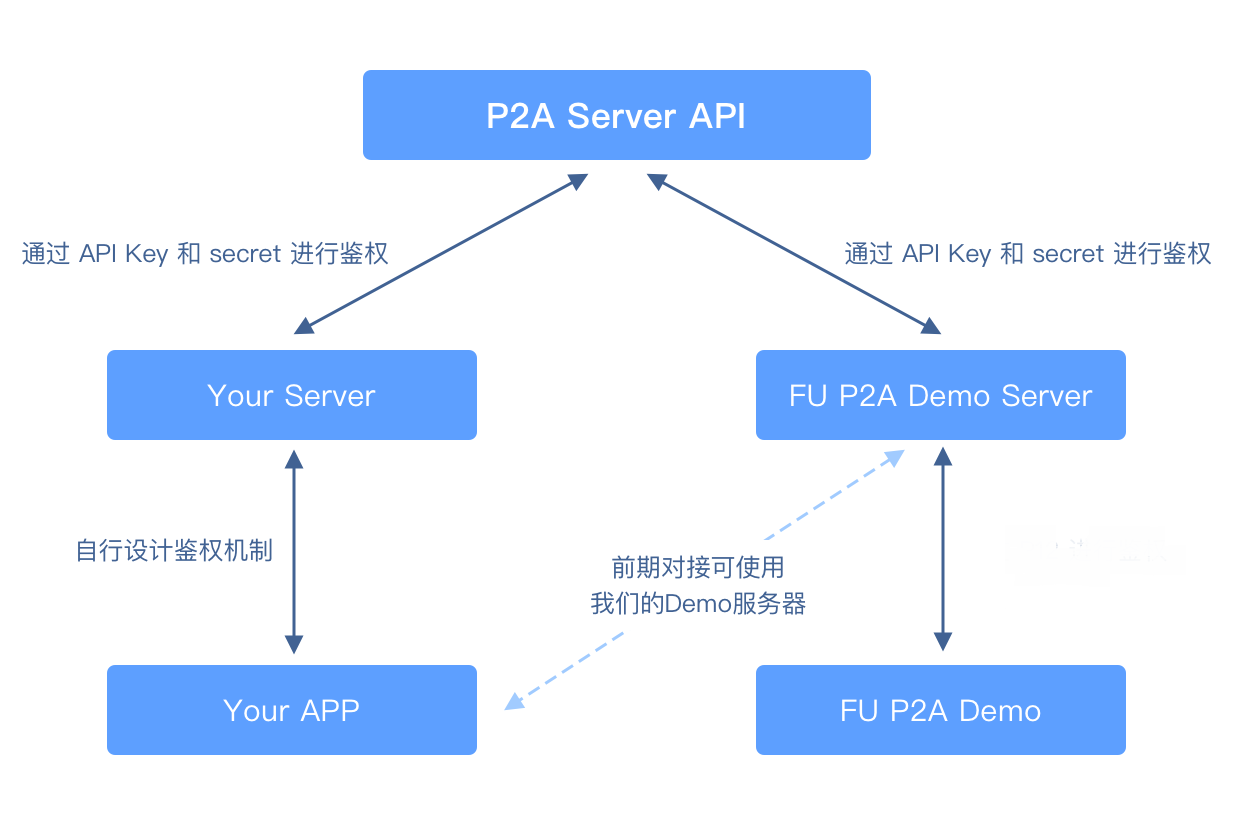 P2A Server API
通过 API Key 和 secret 进行鉴权
通过 API Key 和 secret 进行鉴权
Your Server
FU P2A Demo Server
自行设计鉴权机制
前期对接可使用
我们的Demo服务器
Your APP
FU P2A Demo